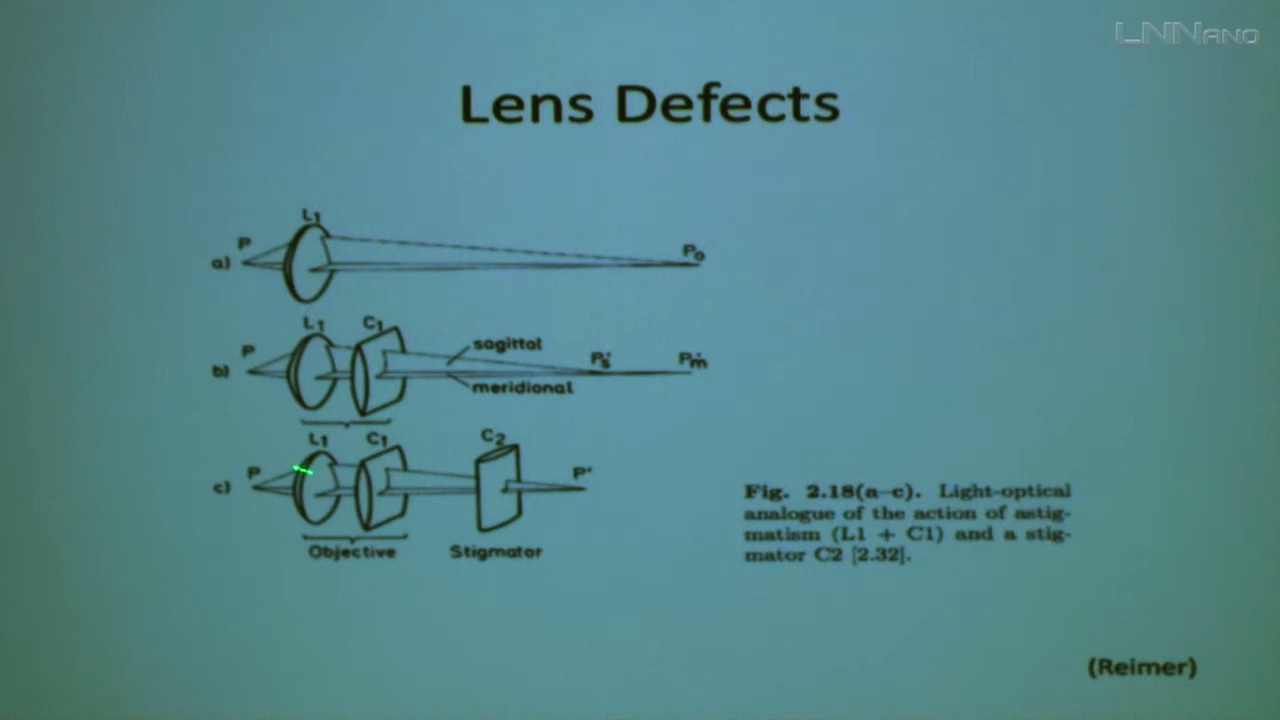 LNNano
Lens Defects
L1
P
Po
a)
L1 C1
P
sagittal
P's P'm
b)
meridional
L1 C1 C2
P P'
c)
Objective Stigmator
Fig. 2.18(a–c). Light-optical
analogue of the action of astig-
matism (L1 + C1) and a stig-
mator C2 [2.32].
(Reimer)